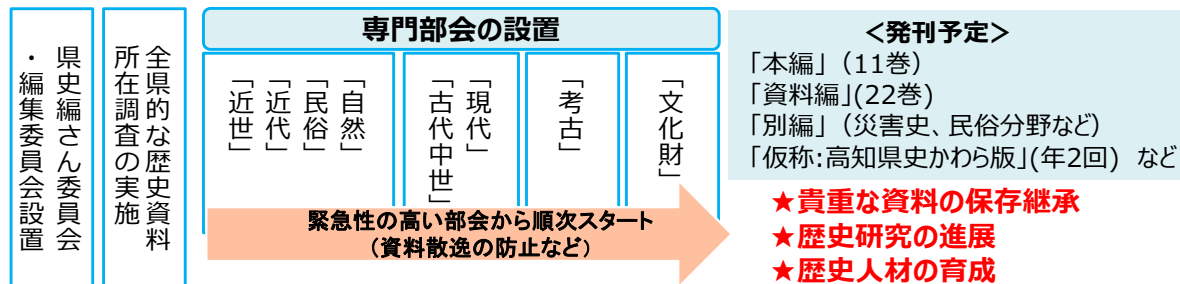 県史編さん委員会
・編集委員会設置
全県的な歴史資料
所在調査の実施
専門部会の設置
「自然」
「民俗」
「近代」
「近世」
「現代」
「古代中世」
「考古」
「文化財」
緊急性の高い部会から順次スタート
（資料散逸の防止など）
＜発刊予定＞
「本編」（11巻）
「資料編」(22巻)
「別編」（災害史、民俗分野など）
「仮称:高知県史かわら版」(年2回) など
★貴重な資料の保存継承
★歴史研究の進展
★歴史人材の育成